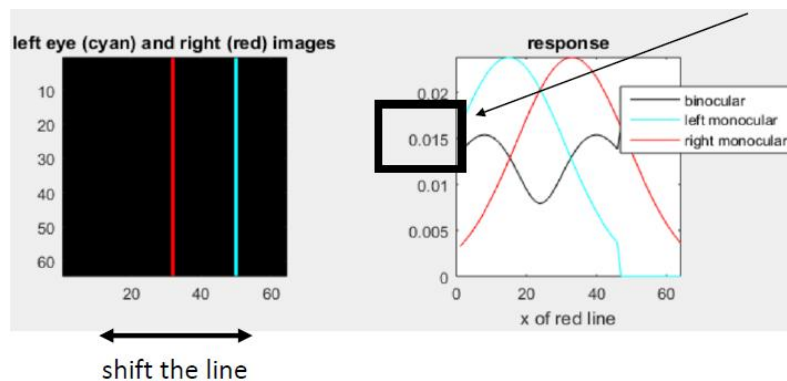 left eye (cyan) and right (red) images
10
20
30
40
50
60
20 40 60
shift the line
response
0.02
0.015
0.01
0.005
0
0 20 40 60
x of red line
binocular
left monocular
right monocular